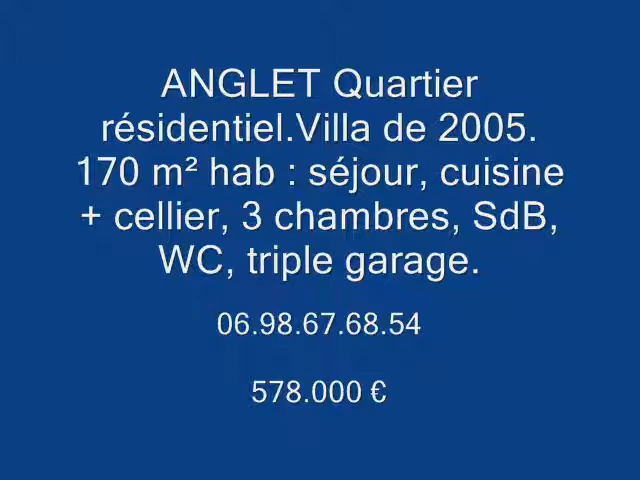 ANGLET Quartier
résidentiel.Villa de 2005.
170 m² hab : séjour, cuisine
+ cellier, 3 chambres, SdB,
WC, triple garage.
06.98.67.68.54
578.000 €